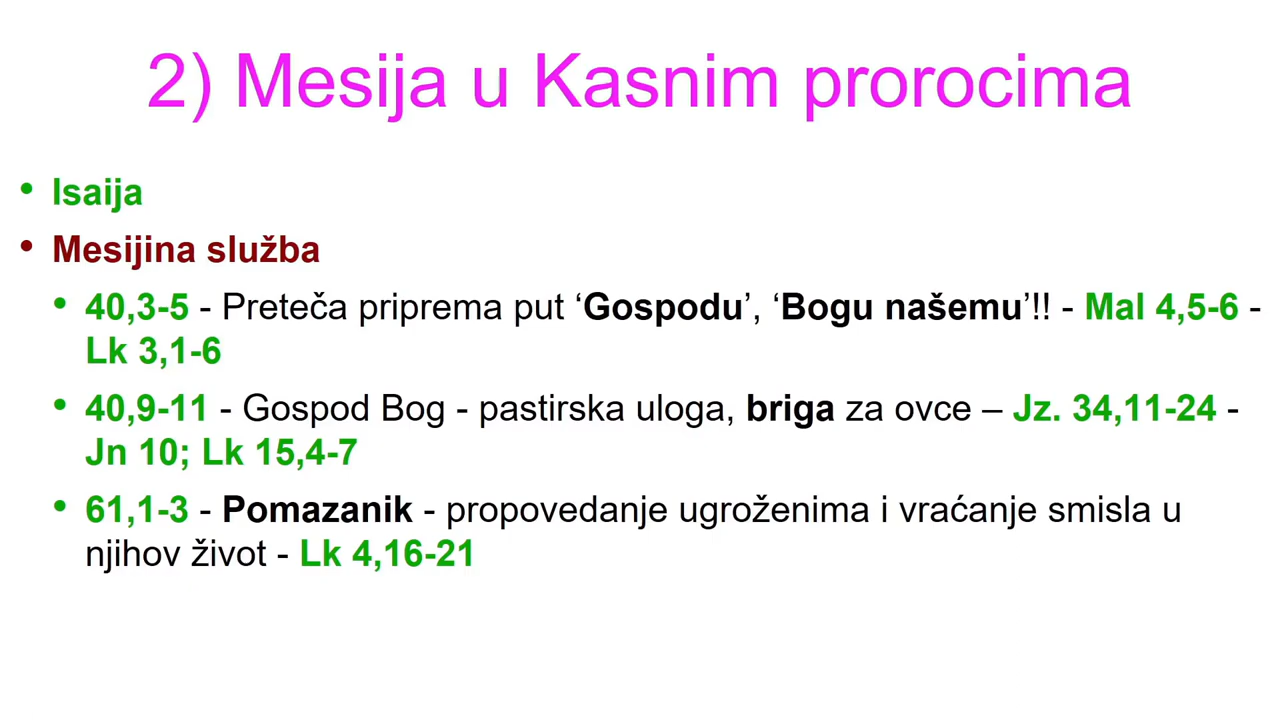 2) Mesija u Kasnim prorocima
• Isaija
• Mesijina služba
• 40,3-5 - Preteča priprema put ‘Gospodu’, ‘Bogu našemu’!! - Mal 4,5-6 -
Lk 3,1-6
• 40,9-11 - Gospod Bog - pastirska uloga, briga za ovce – Jz. 34,11-24 -
Jn 10; Lk 15,4-7
• 61,1-3 - Pomazanik - propovedanje ugroženima i vraćanje smisla u
njihov život - Lk 4,16-21